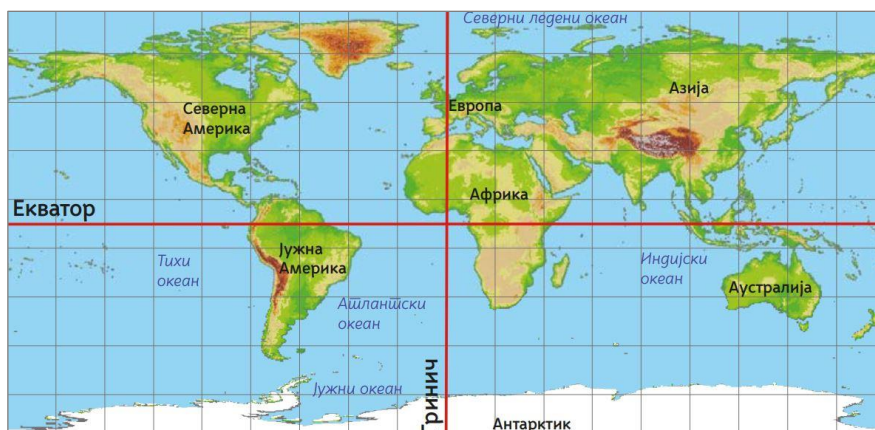 Северни ледени океан
Азија
Европа
Северна
Америка
Африка
Екватор
Јужна
Америка
Тихи
океан
Индијски
океан
Аустралија
Атлантски
океан
Јужни океан
Гринич
Антарктик